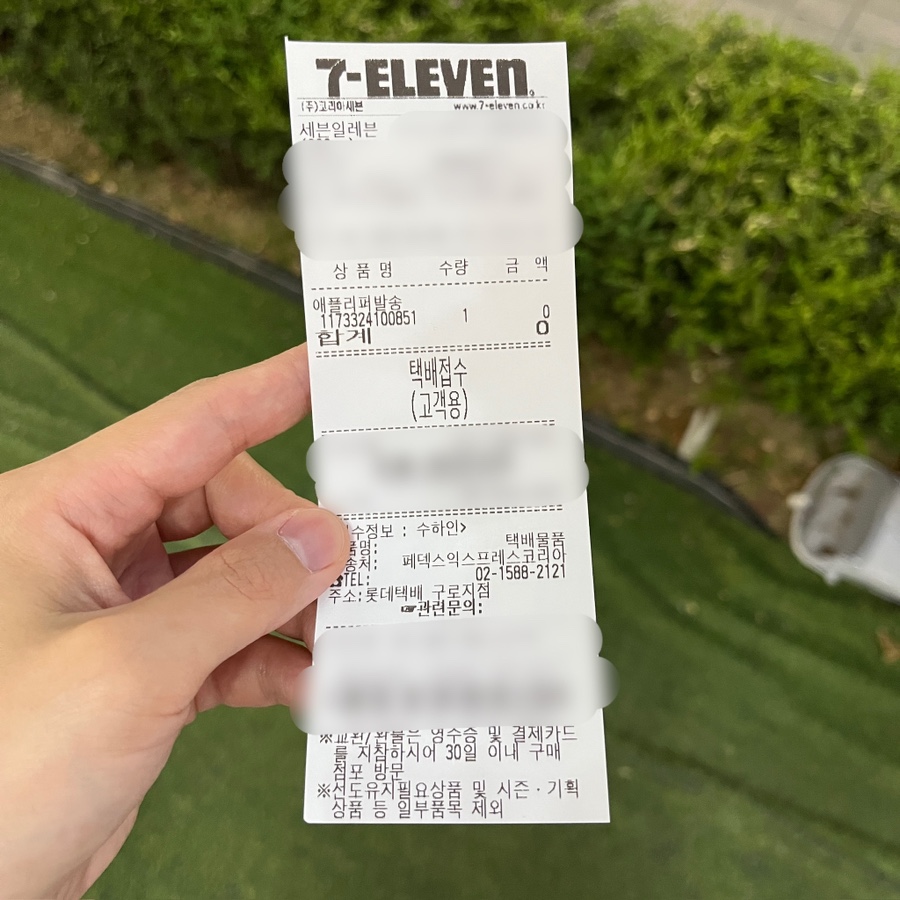 7-ELEVEN.
(주)코리아세븐 www.7-eleven.co.kr
세븐일레븐
상 품 명 수량 금 액
애플리퍼발송
1173324100851 1 0
합계 0
택배접수
(고객용)
수정보 : 수하인>
품명: 택배물품
송처: 페덱스익스프레스코리아
☎TEL: 02-1588-2121
주소:롯데택배 구로지점
☞관련문의:
※교환/환불은 영수증 및 결제카드
를 지참하시어 30일 이내 구매
점포 방문
※선도유지필요상품 및 시즌·기획
상품 등 일부품목 제외